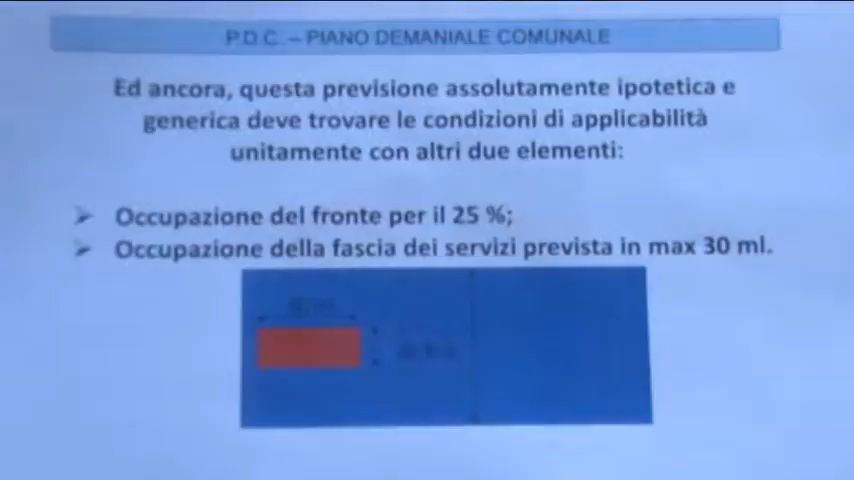 P.D.C. – PIANO DEMANIALE COMUNALE
Ed ancora, questa previsione assolutamente ipotetica e
generica deve trovare le condizioni di applicabilità
unitamente con altri due elementi:
➢ Occupazione del fronte per il 25 %;
➢ Occupazione della fascia dei servizi prevista in max 30 ml.